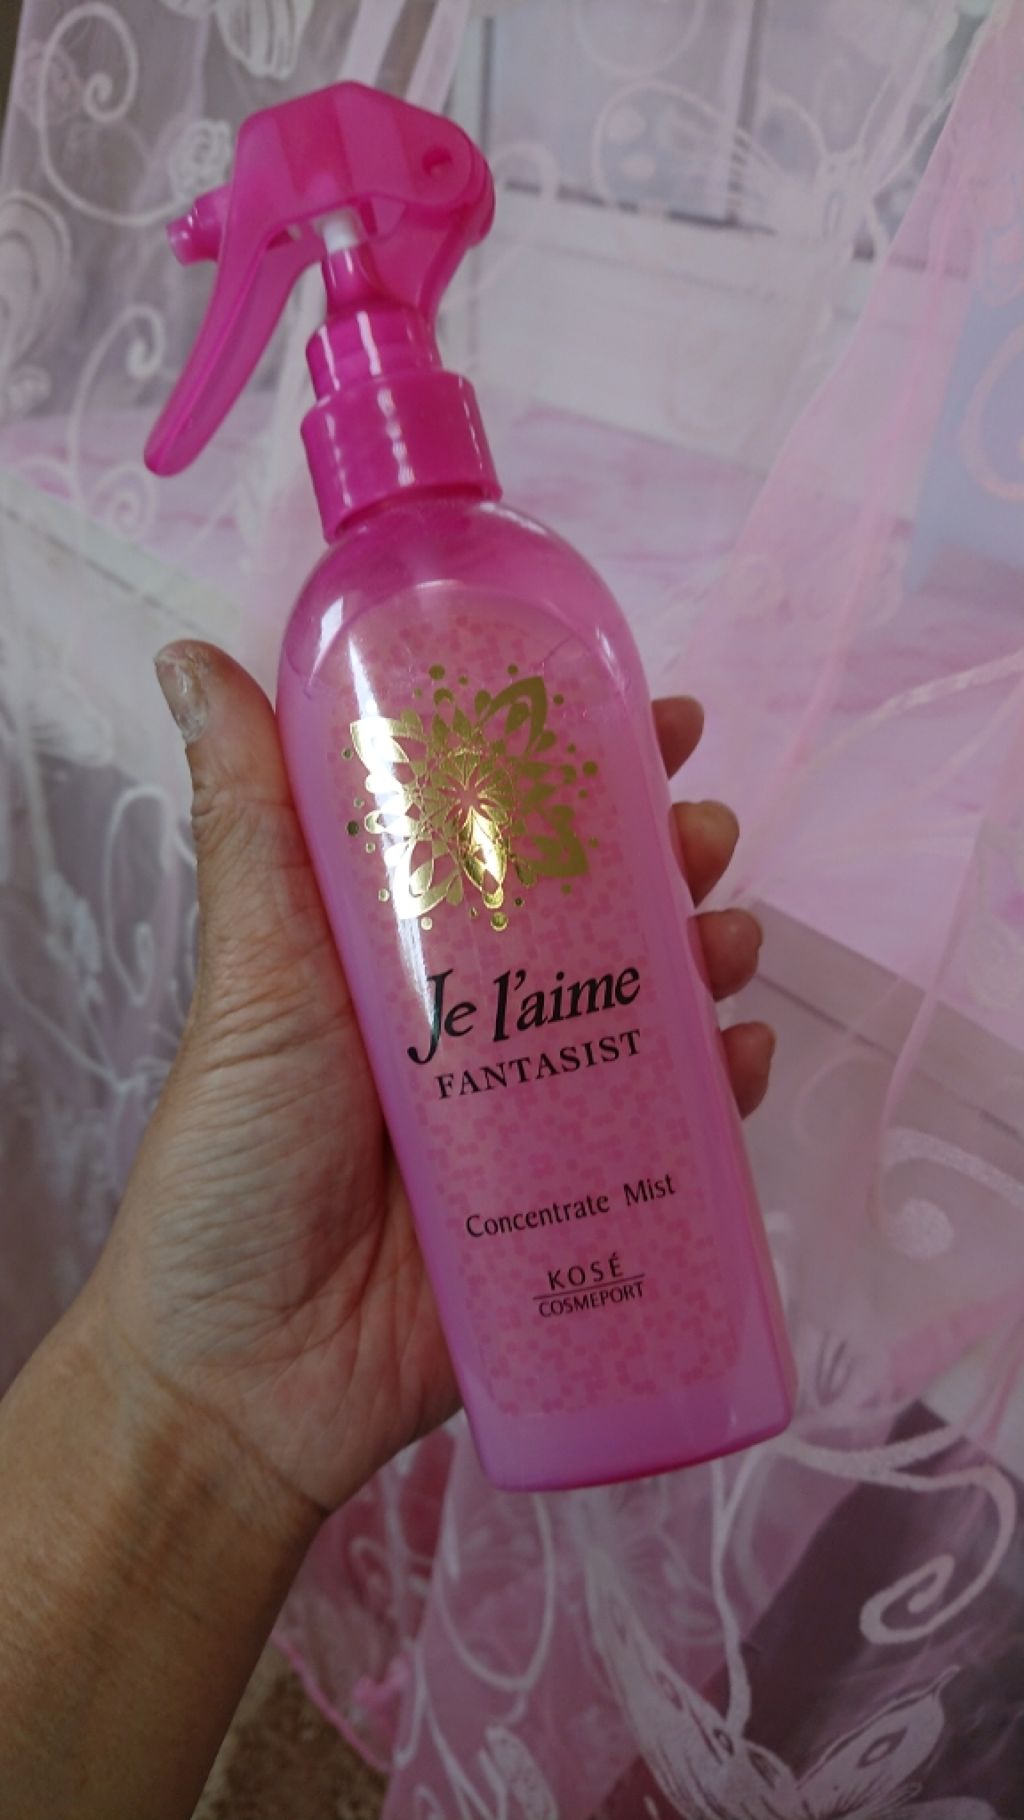 Je l'aime
FANTASIST
Concentrate Mist
KOSÉ
COSMEPORT